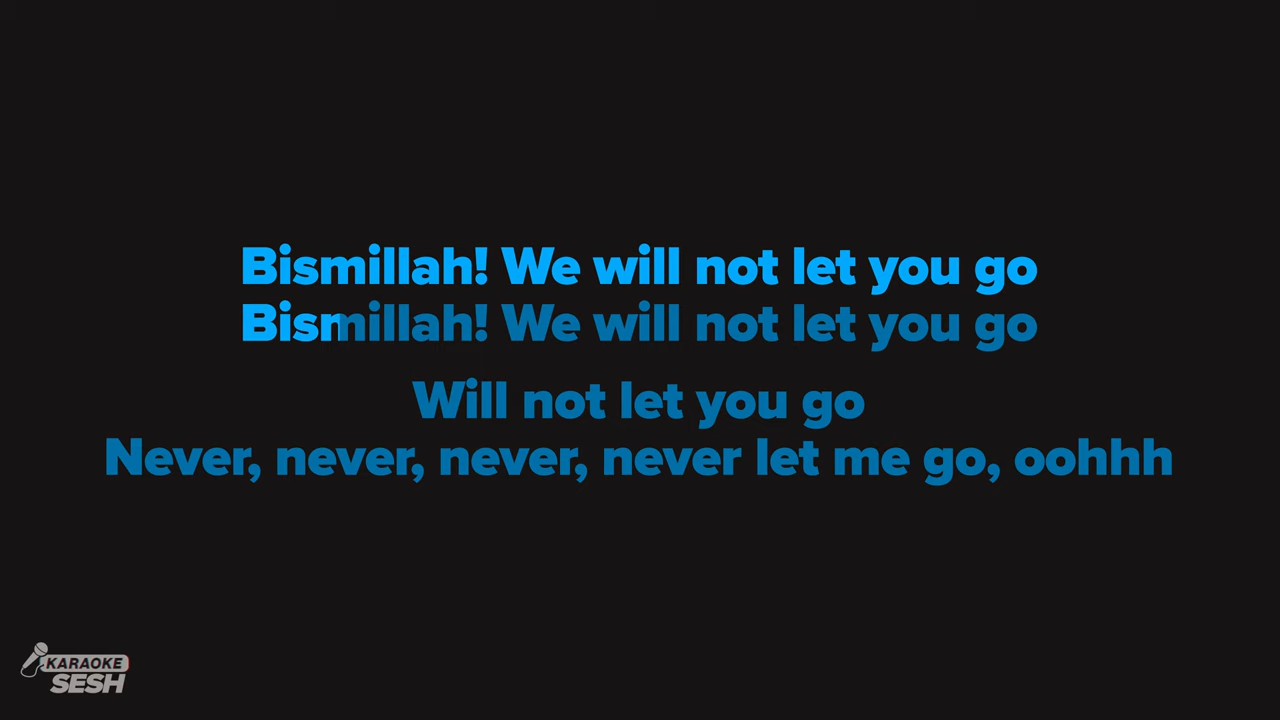 Bismillah! We will not let you go
Bismillah! We will not let you go
Will not let you go
Never, never, never, never let me go, oohhh
KARAOKE
SESH